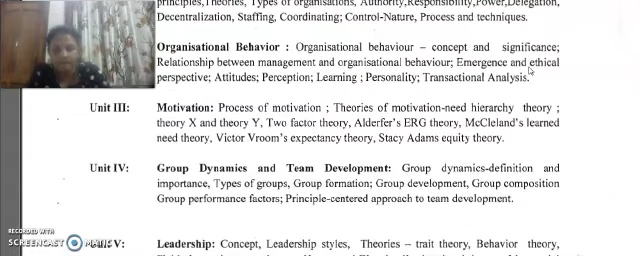 principles,Theories, Types of organisations, Authority,Responsibility,Power,Delegation,
Decentralization, Staffing, Coordinating; Control-Nature, Process and techniques.
Organisational Behavior : Organisational behaviour – concept and significance;
Relationship between management and organisational behaviour; Emergence and ethical
perspective; Attitudes; Perception; Learning ; Personality; Transactional Analysis.
Unit III: Motivation: Process of motivation ; Theories of motivation-need hierarchy theory ;
theory X and theory Y, Two factor theory, Alderfer's ERG theory, McCleland's learned
need theory, Victor Vroom's expectancy theory, Stacy Adams equity theory.
Unit IV: Group Dynamics and Team Development: Group dynamics-definition and
importance, Types of groups, Group formation; Group development, Group composition
Group performance factors; Principle-centered approach to team development.
RECORDED WITH
SCREENCAST MATIC
V: Leadership: Concept, Leadership styles, Theories – trait theory, Behavior theory,